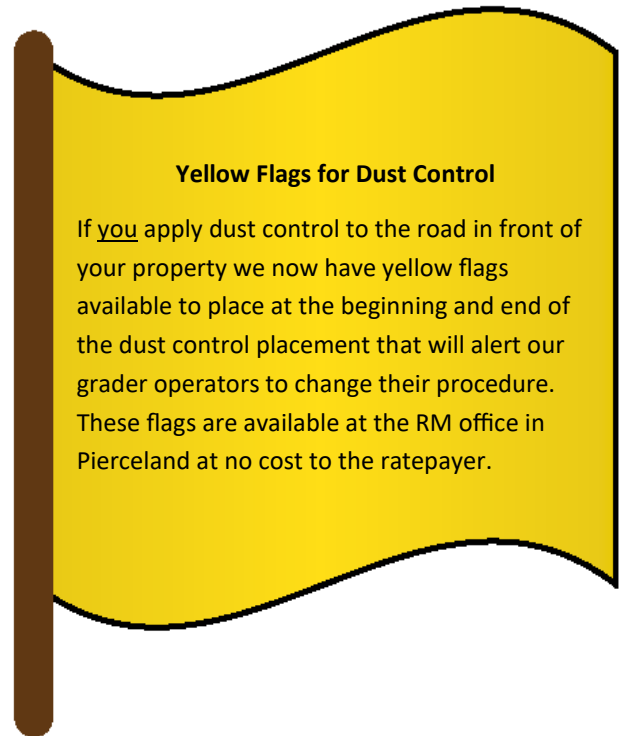 Yellow Flags for Dust Control
If you apply dust control to the road in front of
your property we now have yellow flags
available to place at the beginning and end of
the dust control placement that will alert our
grader operators to change their procedure.
These flags are available at the RM office in
Pierceland at no cost to the ratepayer.